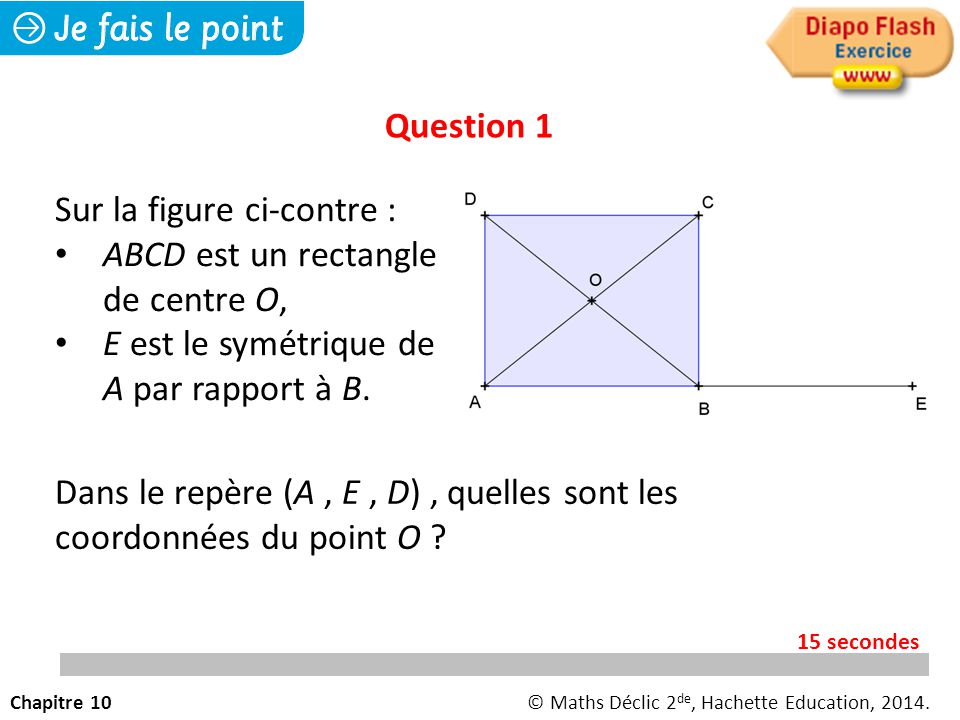 Je fais le point
Diapo Flash
Exercice
www
Question 1
Sur la figure ci-contre :
• ABCD est un rectangle
de centre O,
• E est le symétrique de
A par rapport à B.
D
C
O
A
B
E
Dans le repère (A , E , D) , quelles sont les
coordonnées du point O ?
15 secondes
Chapitre 10
© Maths Déclic 2de, Hachette Education, 2014.